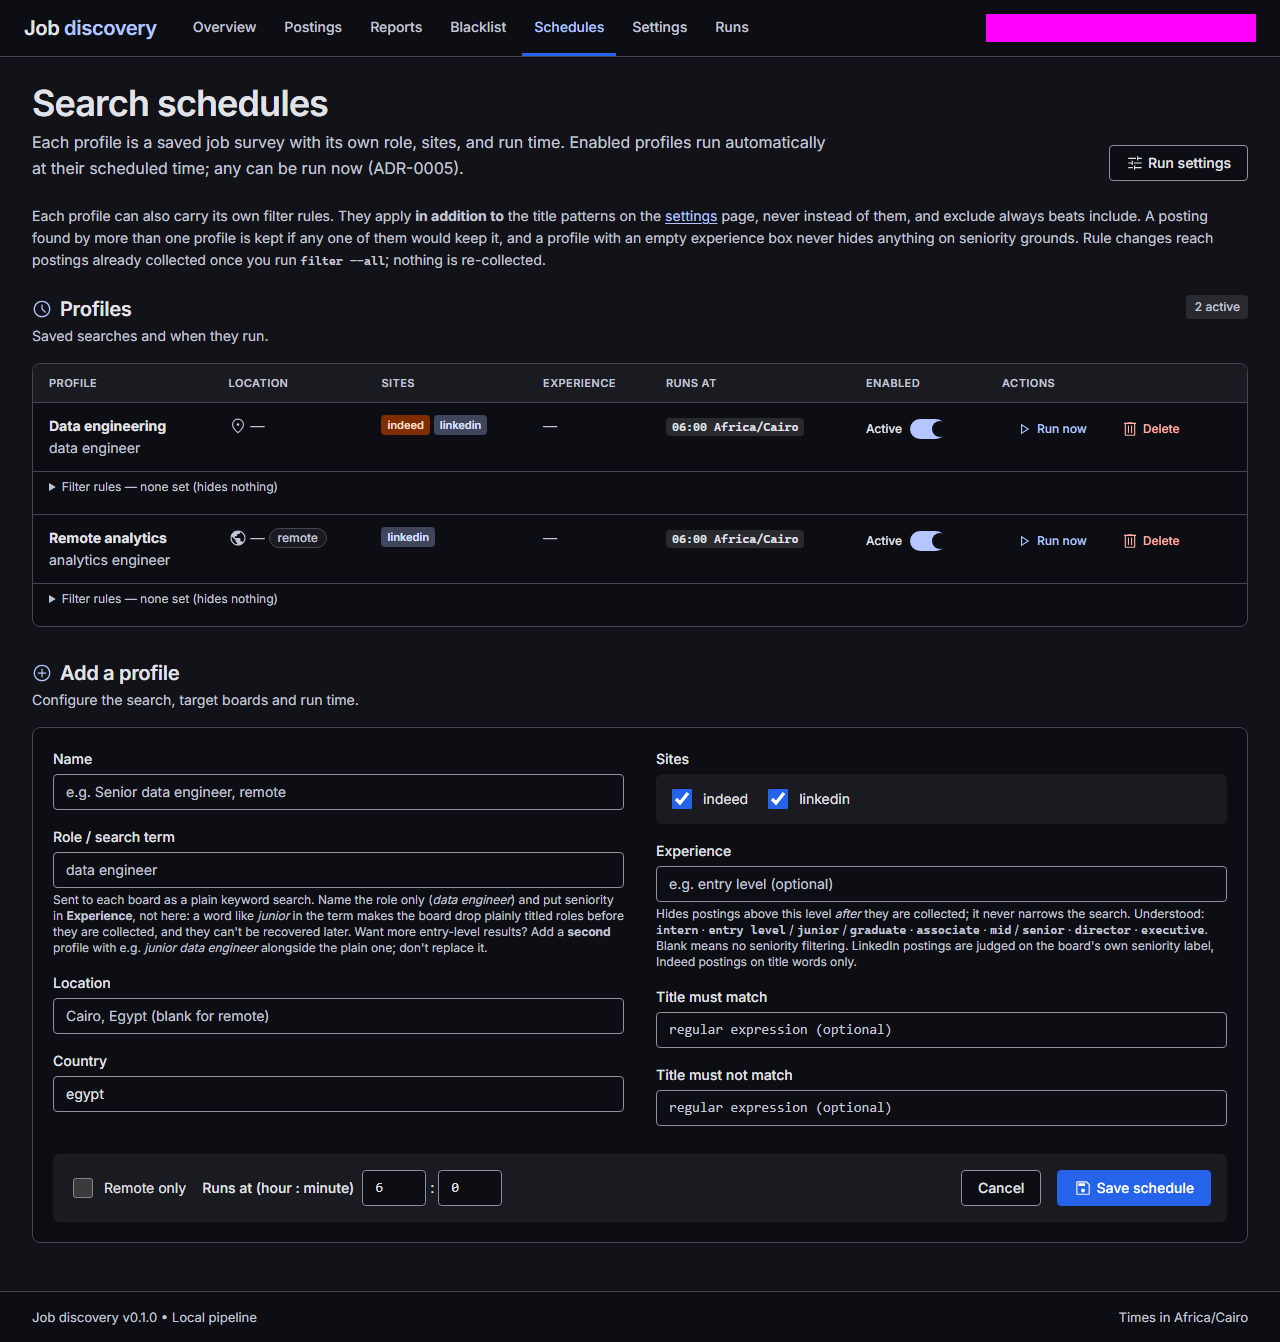 Job discovery
Overview
Postings
Reports
Blacklist
Schedules
Settings
Runs
Search schedules
Each profile is a saved job survey with its own role, sites, and run time. Enabled profiles run automatically
at their scheduled time; any can be run now (ADR-0005).
Run settings
Each profile can also carry its own filter rules. They apply in addition to the title patterns on the settings page, never instead of them, and exclude always beats include. A posting
found by more than one profile is kept if any one of them would keep it, and a profile with an empty experience box never hides anything on seniority grounds. Rule changes reach
postings already collected once you run filter --all; nothing is re-collected.
Profiles
2 active
Saved searches and when they run.
PROFILE LOCATION SITES EXPERIENCE RUNS AT ENABLED ACTIONS
Data engineering — indeed linkedin — 06:00 Africa/Cairo Active Run now Delete
data engineer
Filter rules — none set (hides nothing)
Remote analytics — remote linkedin — 06:00 Africa/Cairo Active Run now Delete
analytics engineer
Filter rules — none set (hides nothing)
Add a profile
Configure the search, target boards and run time.
Name
e.g. Senior data engineer, remote
Role / search term
data engineer
Sent to each board as a plain keyword search. Name the role only (data engineer) and put seniority
in Experience, not here: a word like junior in the term makes the board drop plainly titled roles before
they are collected, and they can't be recovered later. Want more entry-level results? Add a second
profile with e.g. junior data engineer alongside the plain one; don't replace it.
Location
Cairo, Egypt (blank for remote)
Country
egypt
Sites
indeed linkedin
Experience
e.g. entry level (optional)
Hides postings above this level after they are collected; it never narrows the search. Understood:
intern · entry level / junior / graduate · associate · mid / senior · director · executive.
Blank means no seniority filtering. LinkedIn postings are judged on the board's own seniority label,
Indeed postings on title words only.
Title must match
regular expression (optional)
Title must not match
regular expression (optional)
Remote only Runs at (hour : minute) 6 : 0 Cancel Save schedule
Job discovery v0.1.0 • Local pipeline
Times in Africa/Cairo